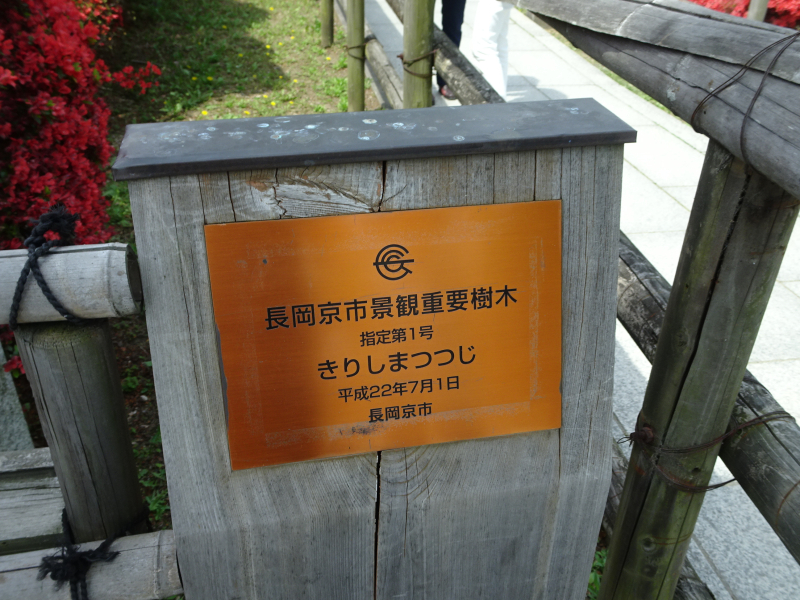 長岡京市景観重要樹木
指定第1号
きりしまつつじ
平成22年7月1日
長岡京市